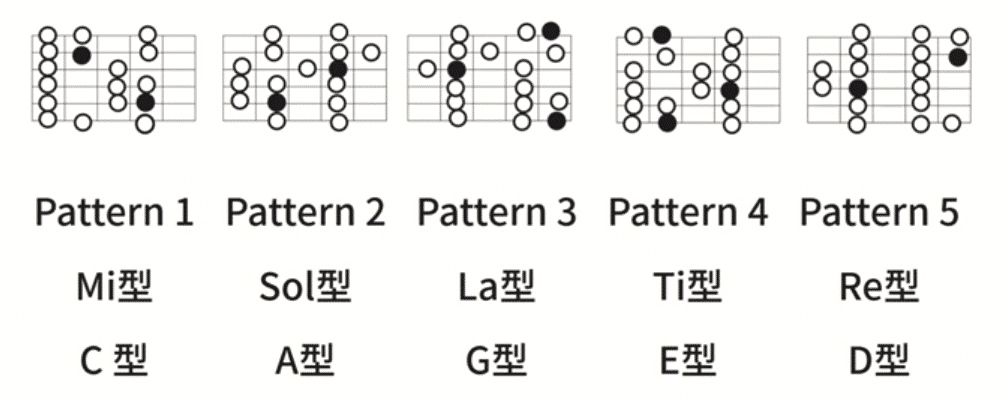 Pattern 1 Pattern 2 Pattern 3 Pattern 4 Pattern 5
Mi型 Sol型 La型 Ti型 Re型
C 型 A型 G型 E型 D型